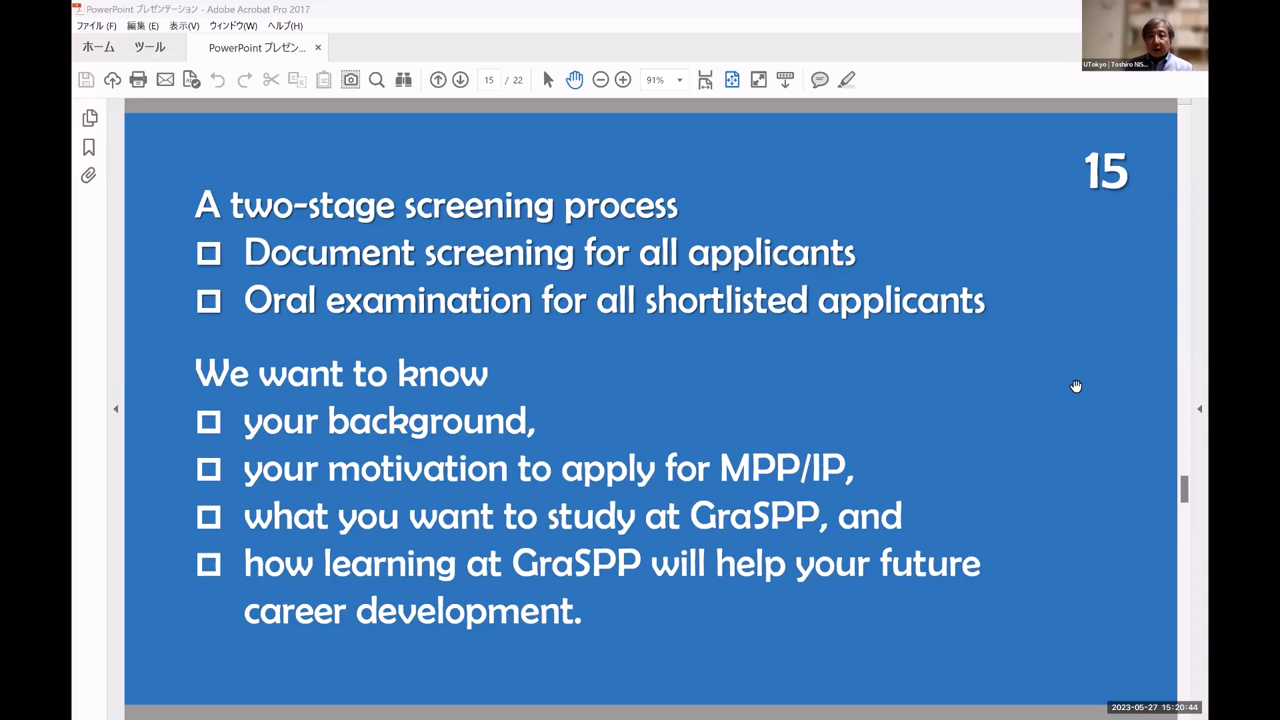 PowerPoint プレゼンテーション - Adobe Acrobat Pro 2017
ファイル (F) 編集 (E) 表示(V) ウィンドウ(W) ヘルプ(H)
ホーム ツール PowerPoint プレゼン... ×
15 / 22 91%
UTokyo | Toshiro NIS...
15
A two-stage screening process
Document screening for all applicants
Oral examination for all shortlisted applicants
We want to know
your background,
your motivation to apply for MPP/IP,
what you want to study at GraSPP, and
how learning at GraSPP will help your future
career development.
2023-05-27 15:20:44